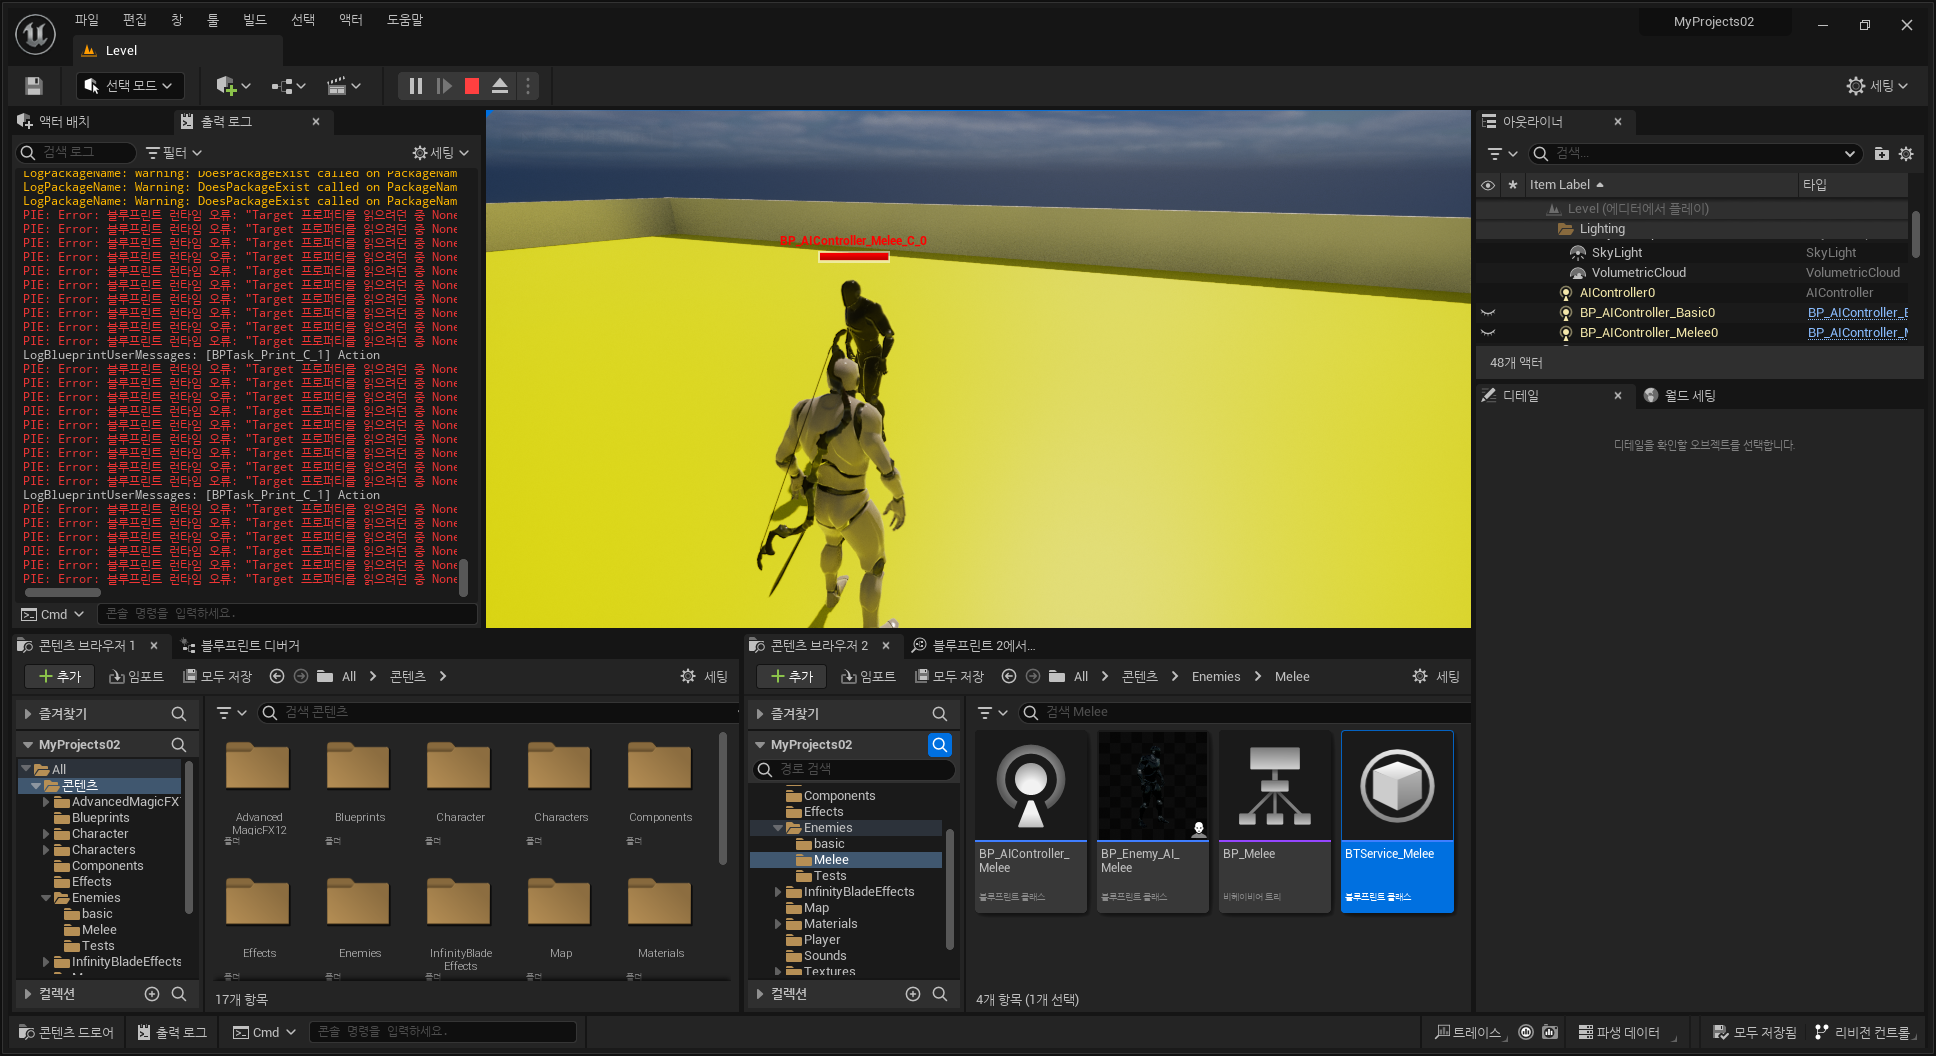 파일 편집 창 툴 빌드 선택 액터 도움말
MyProjects02
Level
선택 모드
세팅
액터 배치
출력 로그
검색 로그
필터
세팅
LogPackageName: Warning: DoesPackageExist called on PackageNam
LogPackageName: Warning: DoesPackageExist called on PackageNam
LogPackageName: Warning: DoesPackageExist called on PackageNam
PIE: Error: 블루프린트 런타임 오류: "Target 프로퍼티를 읽으려던 중 None
PIE: Error: 블루프린트 런타임 오류: "Target 프로퍼티를 읽으려던 중 None
PIE: Error: 블루프린트 런타임 오류: "Target 프로퍼티를 읽으려던 중 None
PIE: Error: 블루프린트 런타임 오류: "Target 프로퍼티를 읽으려던 중 None
PIE: Error: 블루프린트 런타임 오류: "Target 프로퍼티를 읽으려던 중 None
PIE: Error: 블루프린트 런타임 오류: "Target 프로퍼티를 읽으려던 중 None
PIE: Error: 블루프린트 런타임 오류: "Target 프로퍼티를 읽으려던 중 None
PIE: Error: 블루프린트 런타임 오류: "Target 프로퍼티를 읽으려던 중 None
PIE: Error: 블루프린트 런타임 오류: "Target 프로퍼티를 읽으려던 중 None
PIE: Error: 블루프린트 런타임 오류: "Target 프로퍼티를 읽으려던 중 None
LogBlueprintUserMessages: [BPTask_Print_C_1] Action
PIE: Error: 블루프린트 런타임 오류: "Target 프로퍼티를 읽으려던 중 None
PIE: Error: 블루프린트 런타임 오류: "Target 프로퍼티를 읽으려던 중 None
PIE: Error: 블루프린트 런타임 오류: "Target 프로퍼티를 읽으려던 중 None
PIE: Error: 블루프린트 런타임 오류: "Target 프로퍼티를 읽으려던 중 None
PIE: Error: 블루프린트 런타임 오류: "Target 프로퍼티를 읽으려던 중 None
PIE: Error: 블루프린트 런타임 오류: "Target 프로퍼티를 읽으려던 중 None
PIE: Error: 블루프린트 런타임 오류: "Target 프로퍼티를 읽으려던 중 None
PIE: Error: 블루프린트 런타임 오류: "Target 프로퍼티를 읽으려던 중 None
PIE: Error: 블루프린트 런타임 오류: "Target 프로퍼티를 읽으려던 중 None
LogBlueprintUserMessages: [BPTask_Print_C_1] Action
PIE: Error: 블루프린트 런타임 오류: "Target 프로퍼티를 읽으려던 중 None
PIE: Error: 블루프린트 런타임 오류: "Target 프로퍼티를 읽으려던 중 None
PIE: Error: 블루프린트 런타임 오류: "Target 프로퍼티를 읽으려던 중 None
PIE: Error: 블루프린트 런타임 오류: "Target 프로퍼티를 읽으려던 중 None
PIE: Error: 블루프린트 런타임 오류: "Target 프로퍼티를 읽으려던 중 None
PIE: Error: 블루프린트 런타임 오류: "Target 프로퍼티를 읽으려던 중 None
Cmd
콘솔 명령을 입력하세요.
BP_AIController_Melee_C_0
아웃라이너
검색...
Item Label 타입
Level (에디터에서 플레이)
Lighting
SkyLight SkyLight
VolumetricCloud VolumetricCloud
AIController0 AIController
BP_AIController_Basic0 BP_AIController_
BP_AIController_Melee0 BP_AIController_
48개 액터
디테일
월드 세팅
디테일을 확인할 오브젝트를 선택합니다.
콘텐츠 브라우저 1
블루프린트 디버거
추가 임포트 모두 저장 All 콘텐츠 세팅
즐겨찾기
MyProjects02
All
콘텐츠
AdvancedMagicFX
Blueprints
Character
Characters
Components
Effects
Enemies
basic
Melee
Tests
InfinityBladeEffects
컬렉션
검색 콘텐츠
Advanced MagicFX12
폴더
Blueprints
폴더
Character
폴더
Characters
폴더
Components
폴더
Effects
폴더
Enemies
폴더
InfinityBlade Effects
폴더
Map
폴더
Materials
폴더
17개 항목
콘텐츠 브라우저 2
블루프린트 2에서...
추가 임포트 모두 저장 All 콘텐츠 Enemies Melee 세팅
즐겨찾기
MyProjects02
경로 검색
Components
Effects
Enemies
basic
Melee
Tests
InfinityBladeEffects
Map
Materials
Player
Sounds
Textures
컬렉션
검색 Melee
BP_AIController_
Melee
블루프린트 클래스
BP_Enemy_AI_
Melee
블루프린트 클래스
BP_Melee
비헤이비어 트리
BTService_Melee
블루프린트 클래스
4개 항목 (1개 선택)
콘텐츠 드로어
출력 로그
Cmd
콘솔 명령을 입력하세요.
트레이스
파생 데이터
모두 저장됨
리비전 컨트롤